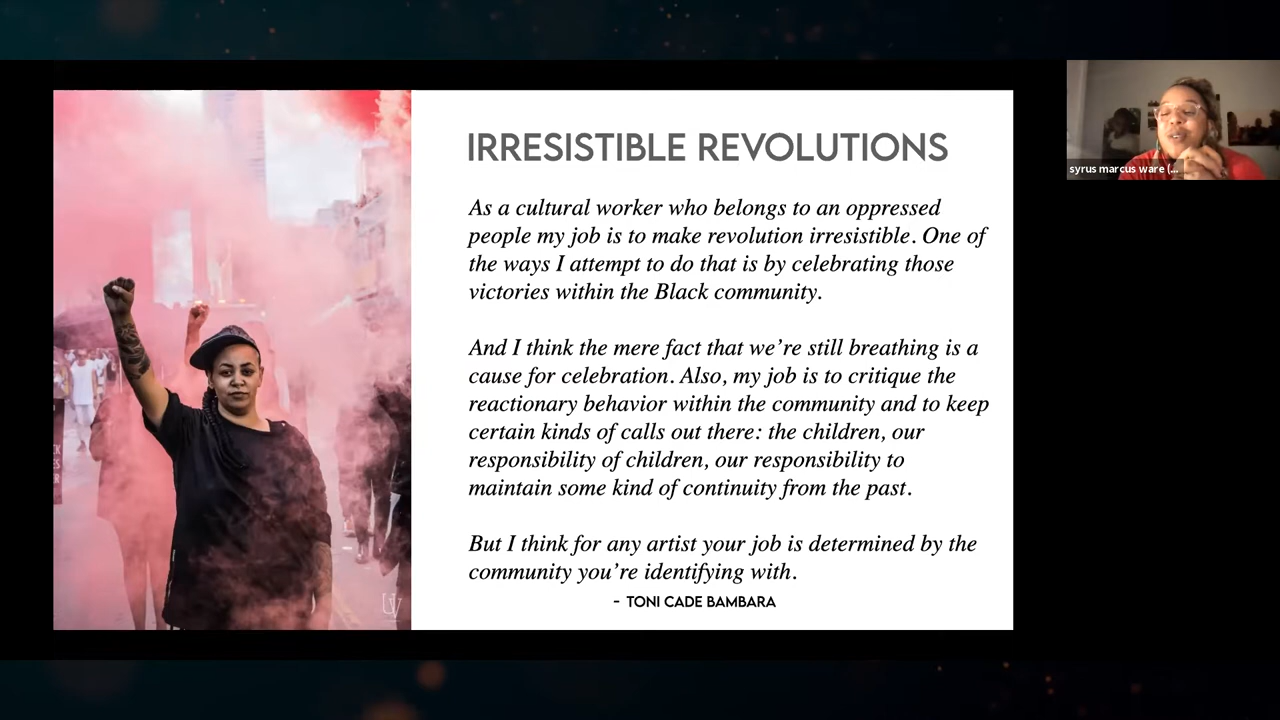 IRRESISTIBLE REVOLUTIONS
As a cultural worker who belongs to an oppressed
people my job is to make revolution irresistible. One of
the ways I attempt to do that is by celebrating those
victories within the Black community.
And I think the mere fact that we’re still breathing is a
cause for celebration. Also, my job is to critique the
reactionary behavior within the community and to keep
certain kinds of calls out there: the children, our
responsibility of children, our responsibility to
maintain some kind of continuity from the past.
But I think for any artist your job is determined by the
community you’re identifying with.
- TONI CADE BAMBARA
syrus marcus ware (...